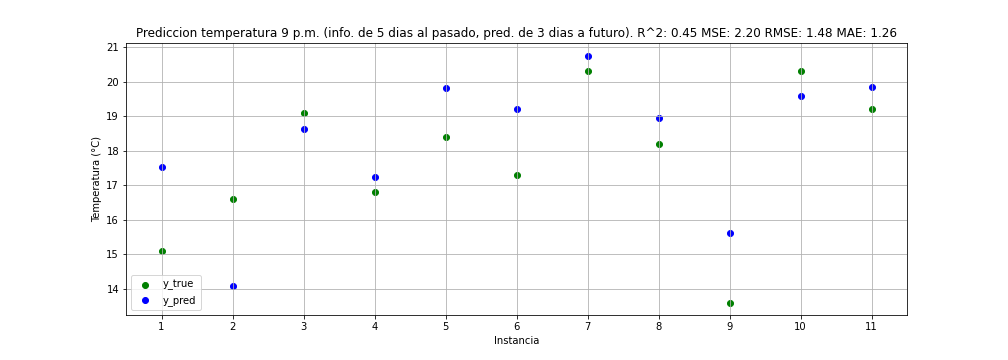 Prediccion temperatura 9 p.m. (info. de 5 dias al pasado, pred. de 3 dias a futuro). R^2: 0.45 MSE: 2.20 RMSE: 1.48 MAE: 1.26
Temperatura (°C)
21
20
19
18
17
16
15
14
y_true
y_pred
1 2 3 4 5 6 7 8 9 10 11
Instancia